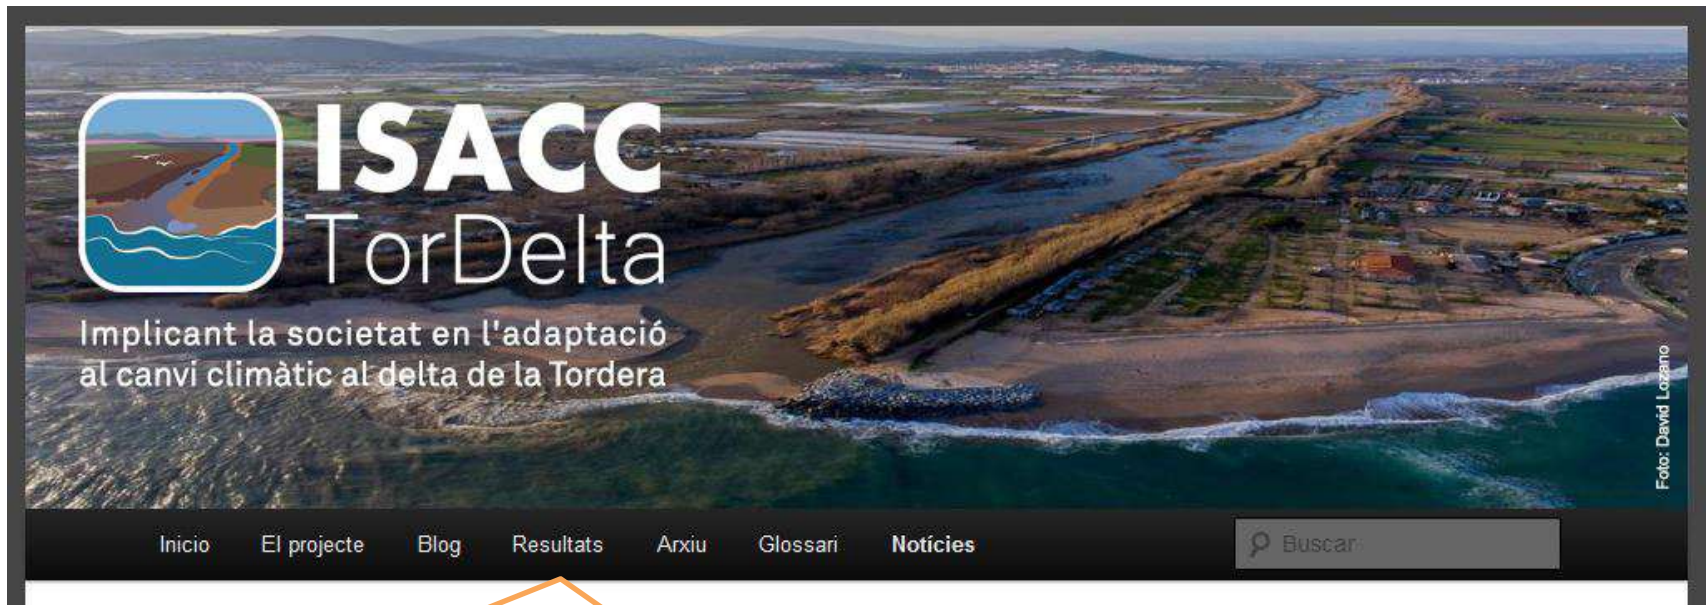 ISACC
TorDelta
Implicant la societat en l'adaptació
al canvi climàtic al delta de la Tordera
Foto: David Lozano
Inicio El projecte Blog Resultats Arxiu Glossari Notícies Buscar